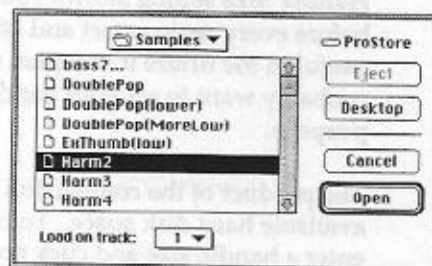 Samples
ProStore
bass7...
DoublePop
DoublePop(lower)
DoublePop(MoreLow)
ExThumb(low)
Harm2
Harm3
Harm4
Eject
Desktop
Cancel
Open
Load on track: 1